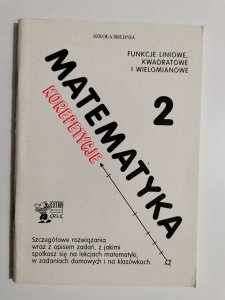 SZKOŁA ŚREDNIA
FUNKCJE LINIOWE,
KWADRATOWE
I WIELOMIANOWE
MATEMATYKA
KOREPETYCJE
2
GREG
Szczegółowe rozwiązania
wraz z opisem zadań, z jakimi
spotkasz się na lekcjach matematyki,
w zadaniach domowych i na klasówkach.